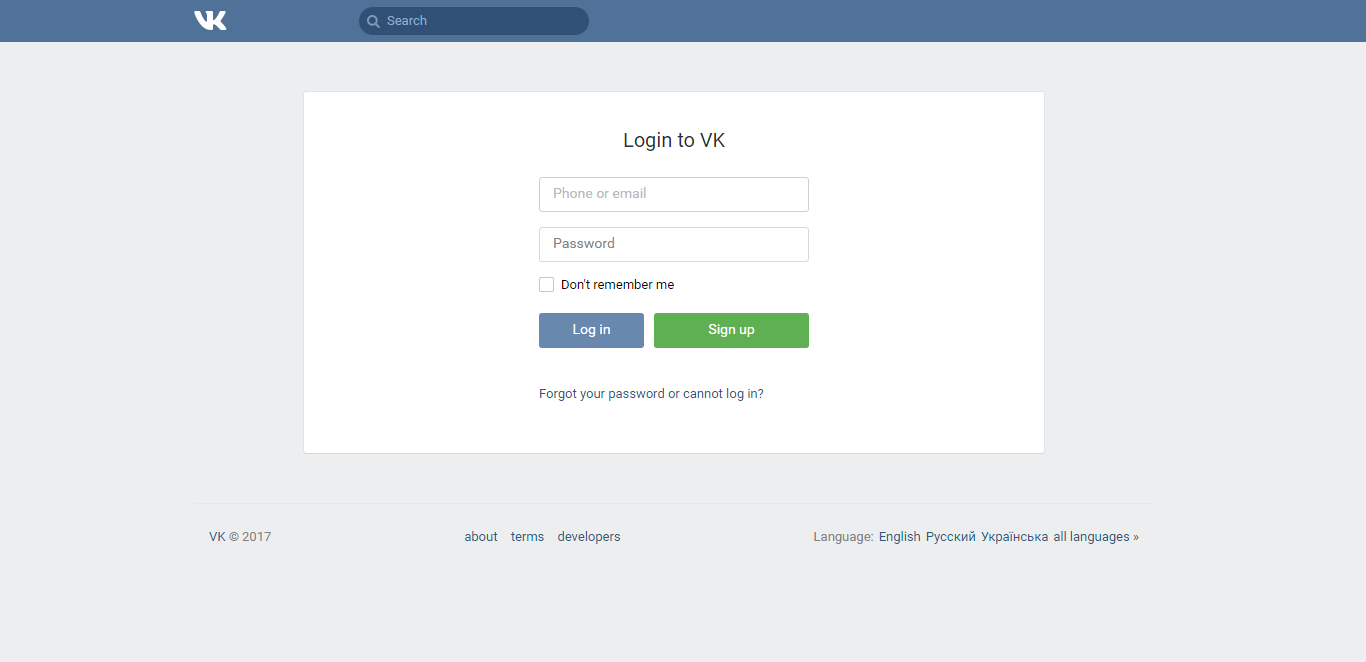 VK
Search
Login to VK
Phone or email
Password
Don't remember me
Log in Sign up
Forgot your password or cannot log in?
VK © 2017 about terms developers Language: English Русский Українська all languages »